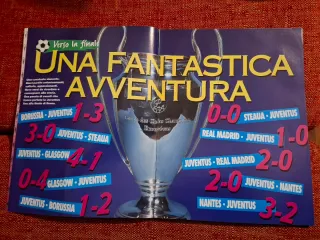 Verso la finale
UNA FANTASTICA
AVVENTURA
BORUSSIA - JUVENTUS 1-3
3-0 JUVENTUS - STEAUA
JUVENTUS - GLASGOW 4-1
0-4 GLASGOW - JUVENTUS
JUVENTUS - BORUSSIA 1-2
0-0 STEAUA - JUVENTUS
REAL MADRID - JUVENTUS 1-0
JUVENTUS - REAL MADRID 2-0
2-0 JUVENTUS - NANTES
NANTES - JUVENTUS 3-2